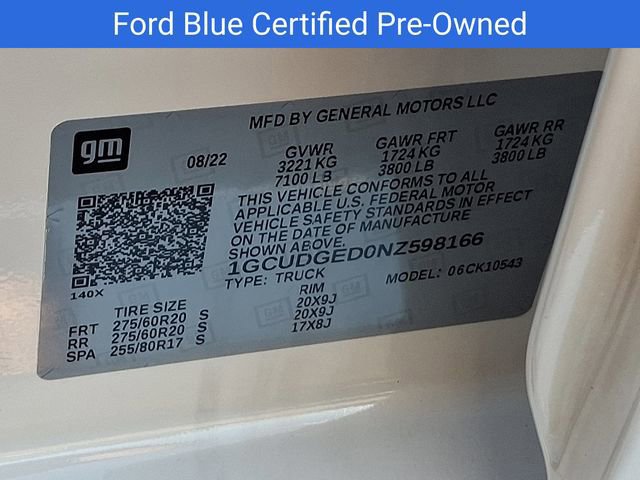 Ford Blue Certified Pre-Owned
MFD BY GENERAL MOTORS LLC
gm
08/22
GVWR
3221 KG
7100 LB
GAWR FRT
1724 KG
3800 LB
GAWR RR
1724 KG
3800 LB
THIS VEHICLE CONFORMS TO ALL
APPLICABLE U.S. FEDERAL MOTOR
VEHICLE SAFETY STANDARDS IN EFFECT
ON THE DATE OF MANUFACTURE
SHOWN ABOVE.
1GCUDGED0NZ598166
TYPE: TRUCK MODEL: 06CK10543
140X
TIRE SIZE RIM
FRT 275/60R20 S 20X9J
RR 275/60R20 S 20X9J
SPA 255/80R17 S 17X8J